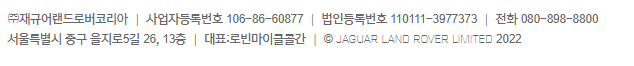 ㈜재규어랜드로버코리아 | 사업자등록번호 106-86-60877 | 법인등록번호 110111-3977373 | 전화 080-898-8800
서울특별시 중구 을지로5길 26, 13층 | 대표:로빈마이클콜간 | © JAGUAR LAND ROVER LIMITED 2022